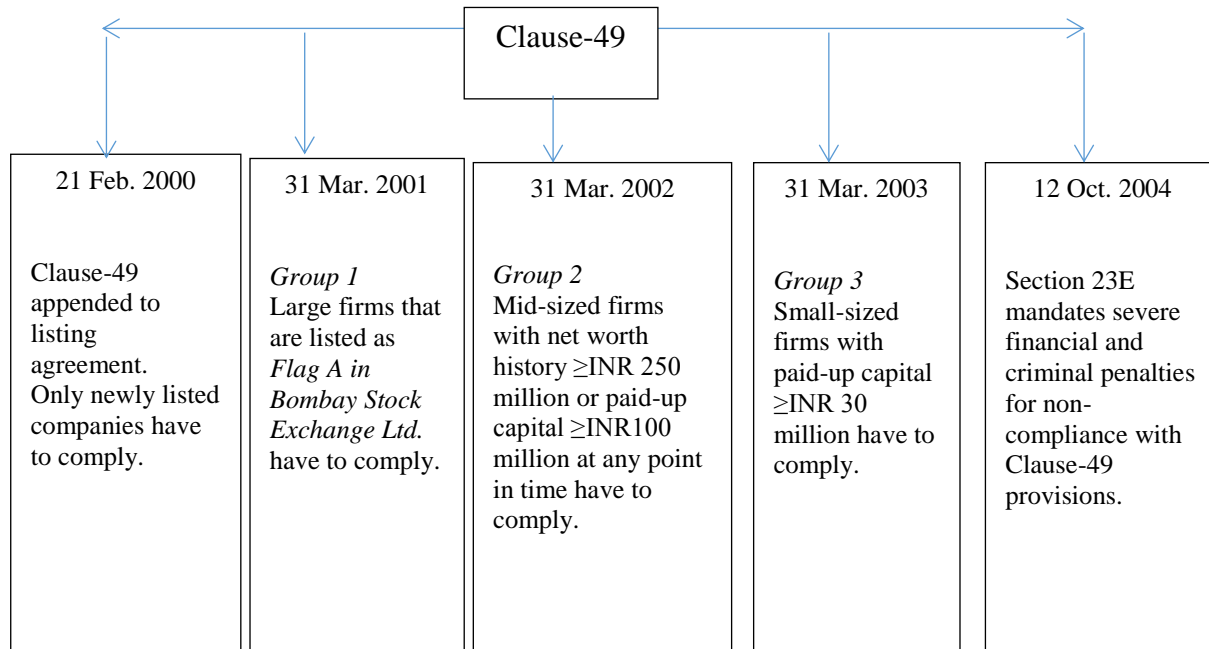 Clause-49
21 Feb. 2000
Clause-49
appended to
listing
agreement.
Only newly listed
companies have
to comply.
31 Mar. 2001
Group 1
Large firms that
are listed as
Flag A in
Bombay Stock
Exchange Ltd.
have to comply.
31 Mar. 2002
Group 2
Mid-sized firms
with net worth
history ≥INR 250
million or paid-up
capital ≥INR100
million at any point
in time have to
comply.
31 Mar. 2003
Group 3
Small-sized
firms with
paid-up capital
≥INR 30
million have to
comply.
12 Oct. 2004
Section 23E
mandates severe
financial and
criminal penalties
for non-
compliance with
Clause-49
provisions.